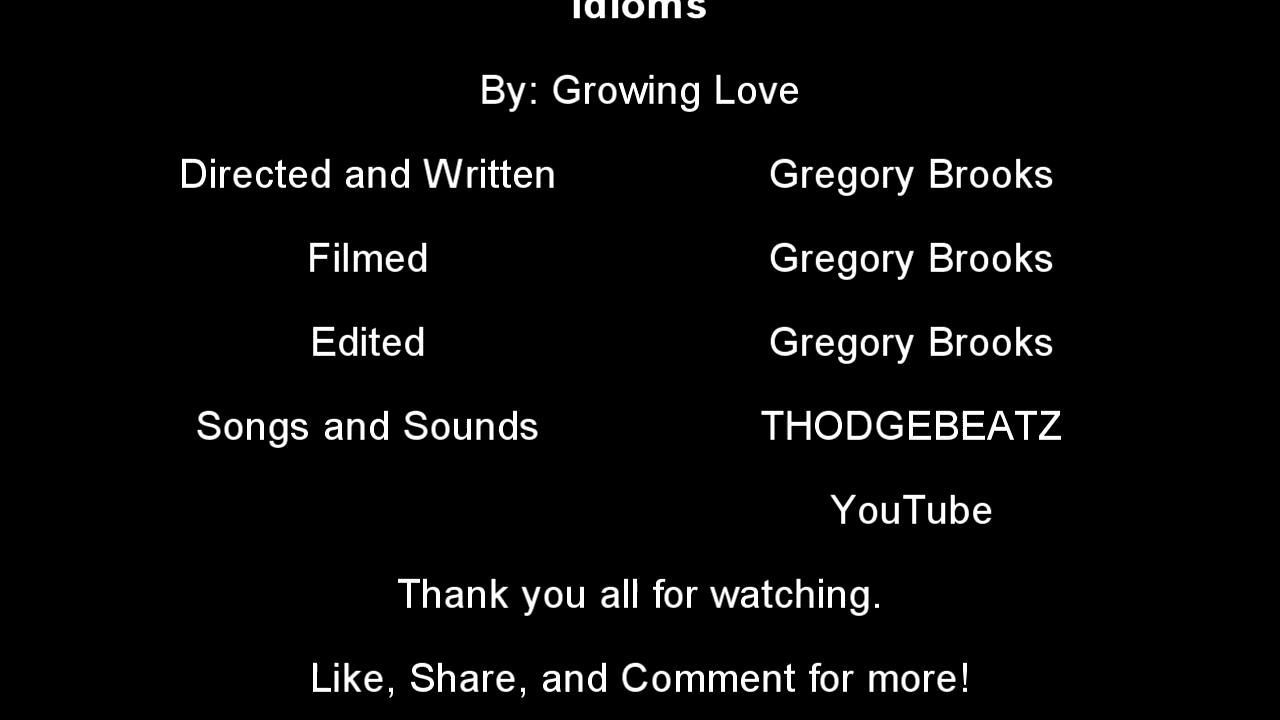 Idioms
By: Growing Love
Directed and Written Gregory Brooks
Filmed Gregory Brooks
Edited Gregory Brooks
Songs and Sounds THODGEBEATZ
YouTube
Thank you all for watching.
Like, Share, and Comment for more!